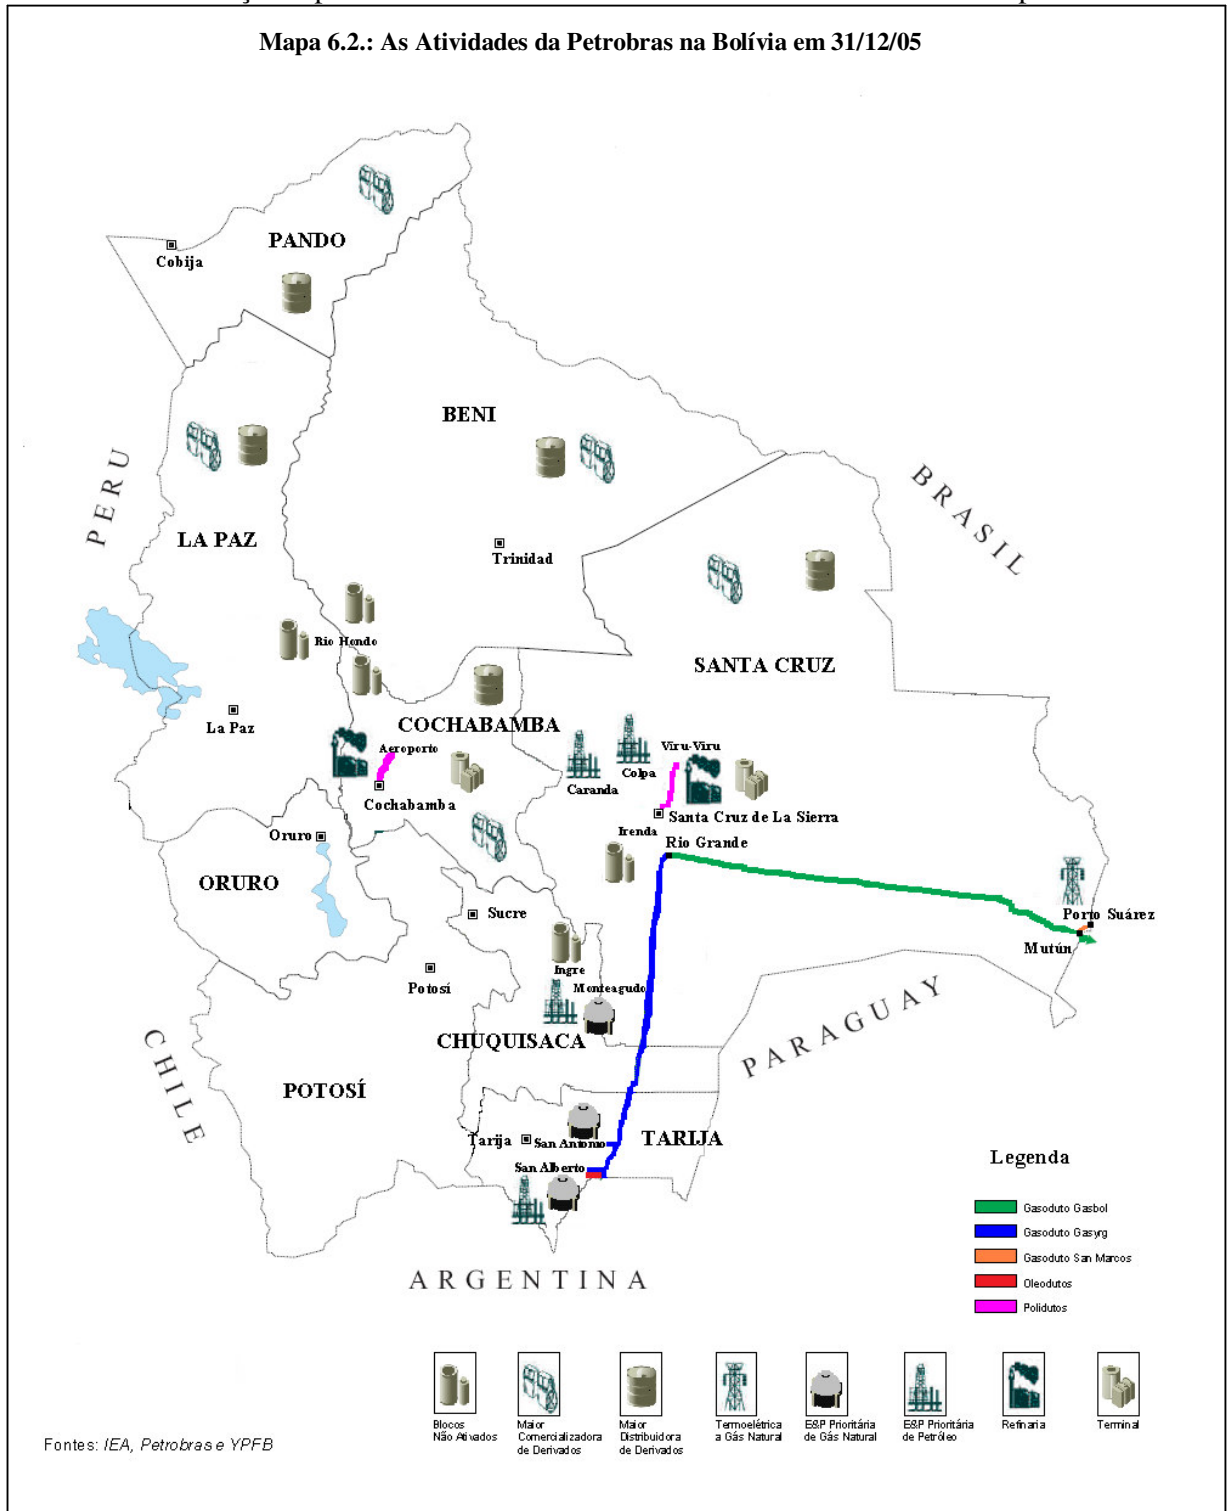 Mapa 6.2.: As Atividades da Petrobras na Bolívia em 31/12/05
PANDO
Cobija
BENI
PERU
BRASIL
LA PAZ
Trinidad
Rio Hondo
SANTA CRUZ
La Paz
COCHABAMBA
Aeroporto
Viru-Viru
Colpa
Caranda
Cochabamba
Santa Cruz de La Sierra
Irenda
Oruro
Rio Grande
ORURO
Sucre
Porto Suárez
Mutún
Ingre
Potosí
Monteagudo
CHILE
PARAGUAY
CHUQUISACA
POTOSÍ
Tarija
San Antonio
TARIJA
San Alberto
ARGENTINA
Legenda
Gasoduto Gasbol
Gasoduto Gasyrg
Gasoduto San Marcos
Oleodutos
Polidutos
Blocos
Não Ativados
Maior
Comercializadora
de Derivados
Maior
Distribuidora
de Derivados
Termoelétrica
a Gás Natural
E&P Prioritária
de Gás Natural
E&P Prioritária
de Petróleo
Refinaria
Terminal
Fontes: IEA, Petrobras e YPFB